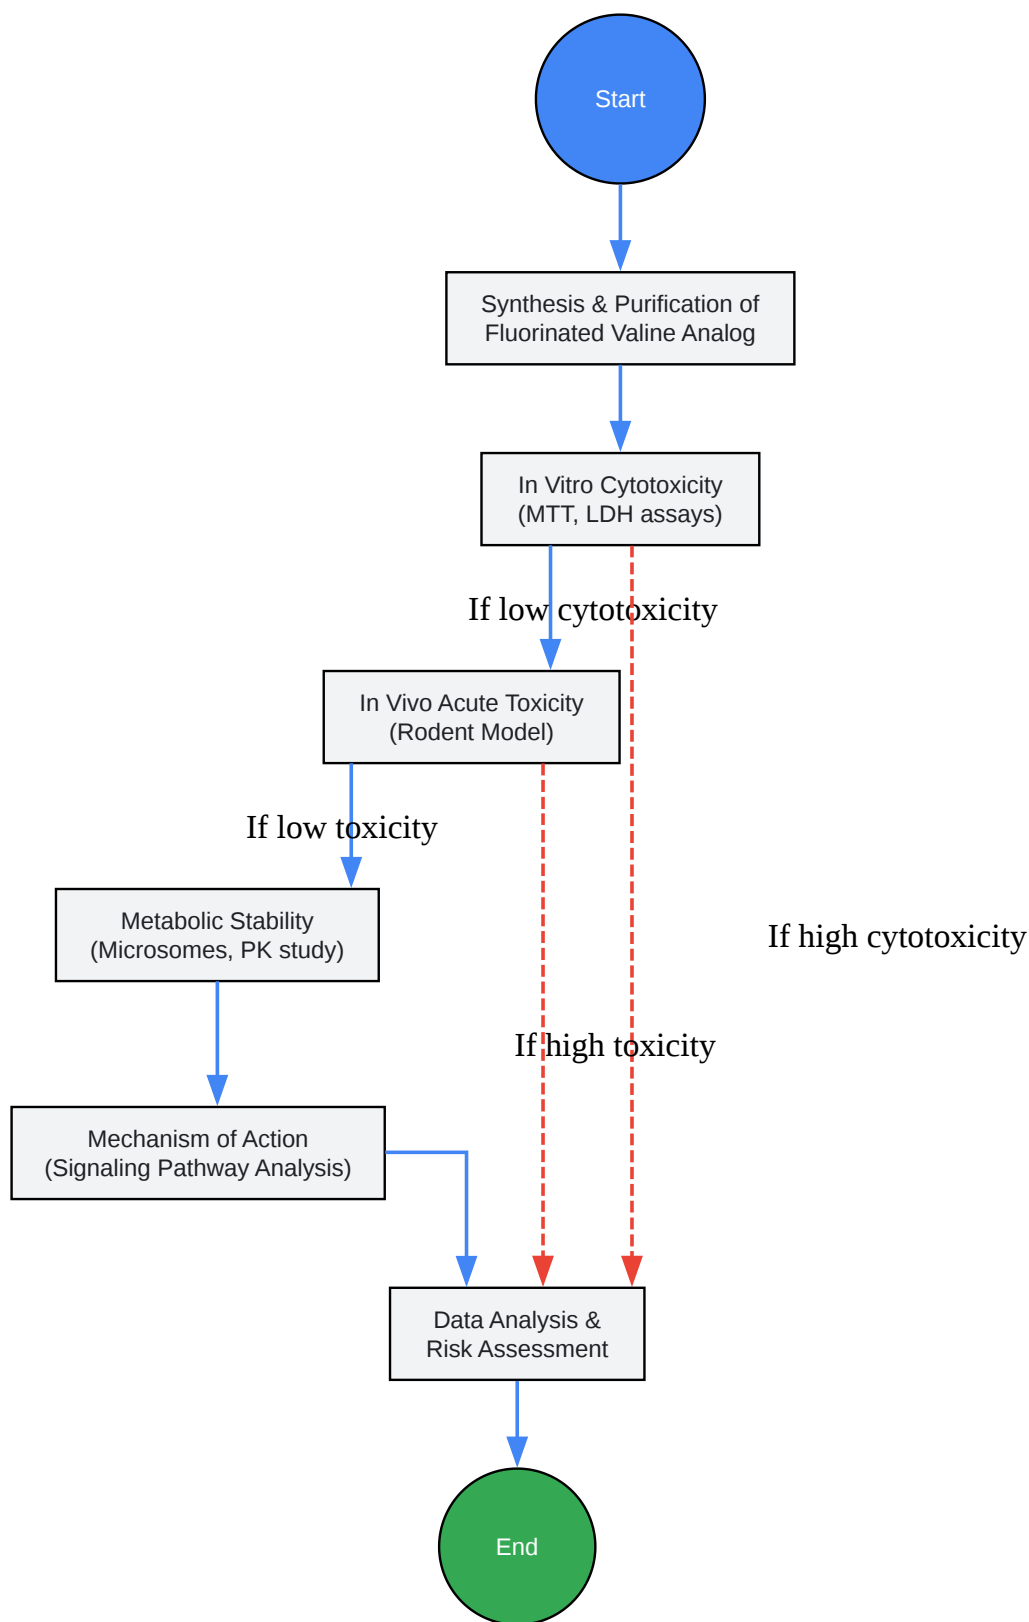 Start
Synthesis & Purification of
Fluorinated Valine Analog
In Vitro Cytotoxicity
(MTT, LDH assays)
If low cytotoxicity
In Vivo Acute Toxicity
(Rodent Model)
If low toxicity
Metabolic Stability
(Microsomes, PK study)
If high cytotoxicity
If high toxicity
Mechanism of Action
(Signaling Pathway Analysis)
Data Analysis &
Risk Assessment
End